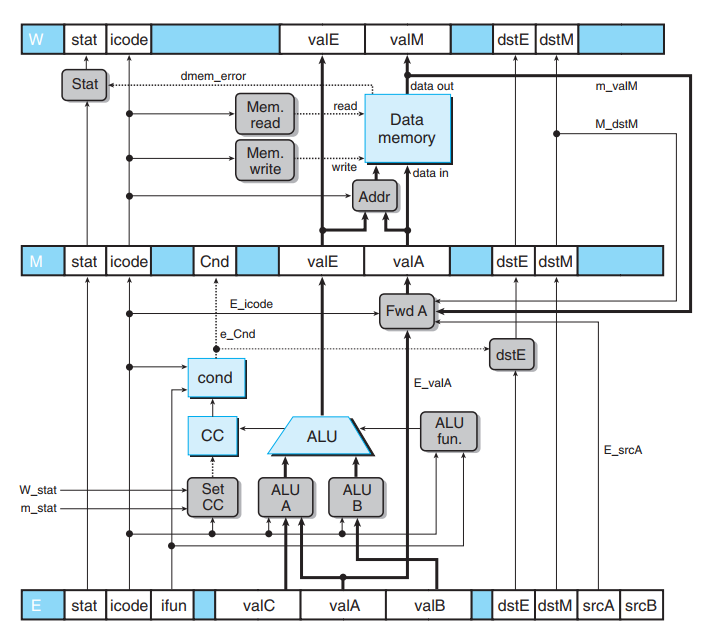 W stat icode valE valM dstE dstM
Stat
dmem_error
data out
m_valM
Mem.
read
read
Data
memory
M_dstM
Mem.
write
write
data in
Addr
M stat icode Cnd valE valA dstE dstM
E_icode
Fwd A
e_Cnd
dstE
cond
E_valA
CC
ALU
ALU
fun.
E_srcA
W_stat
m_stat
Set
CC
ALU
A
ALU
B
E stat icode ifun valC valA valB dstE dstM srcA srcB